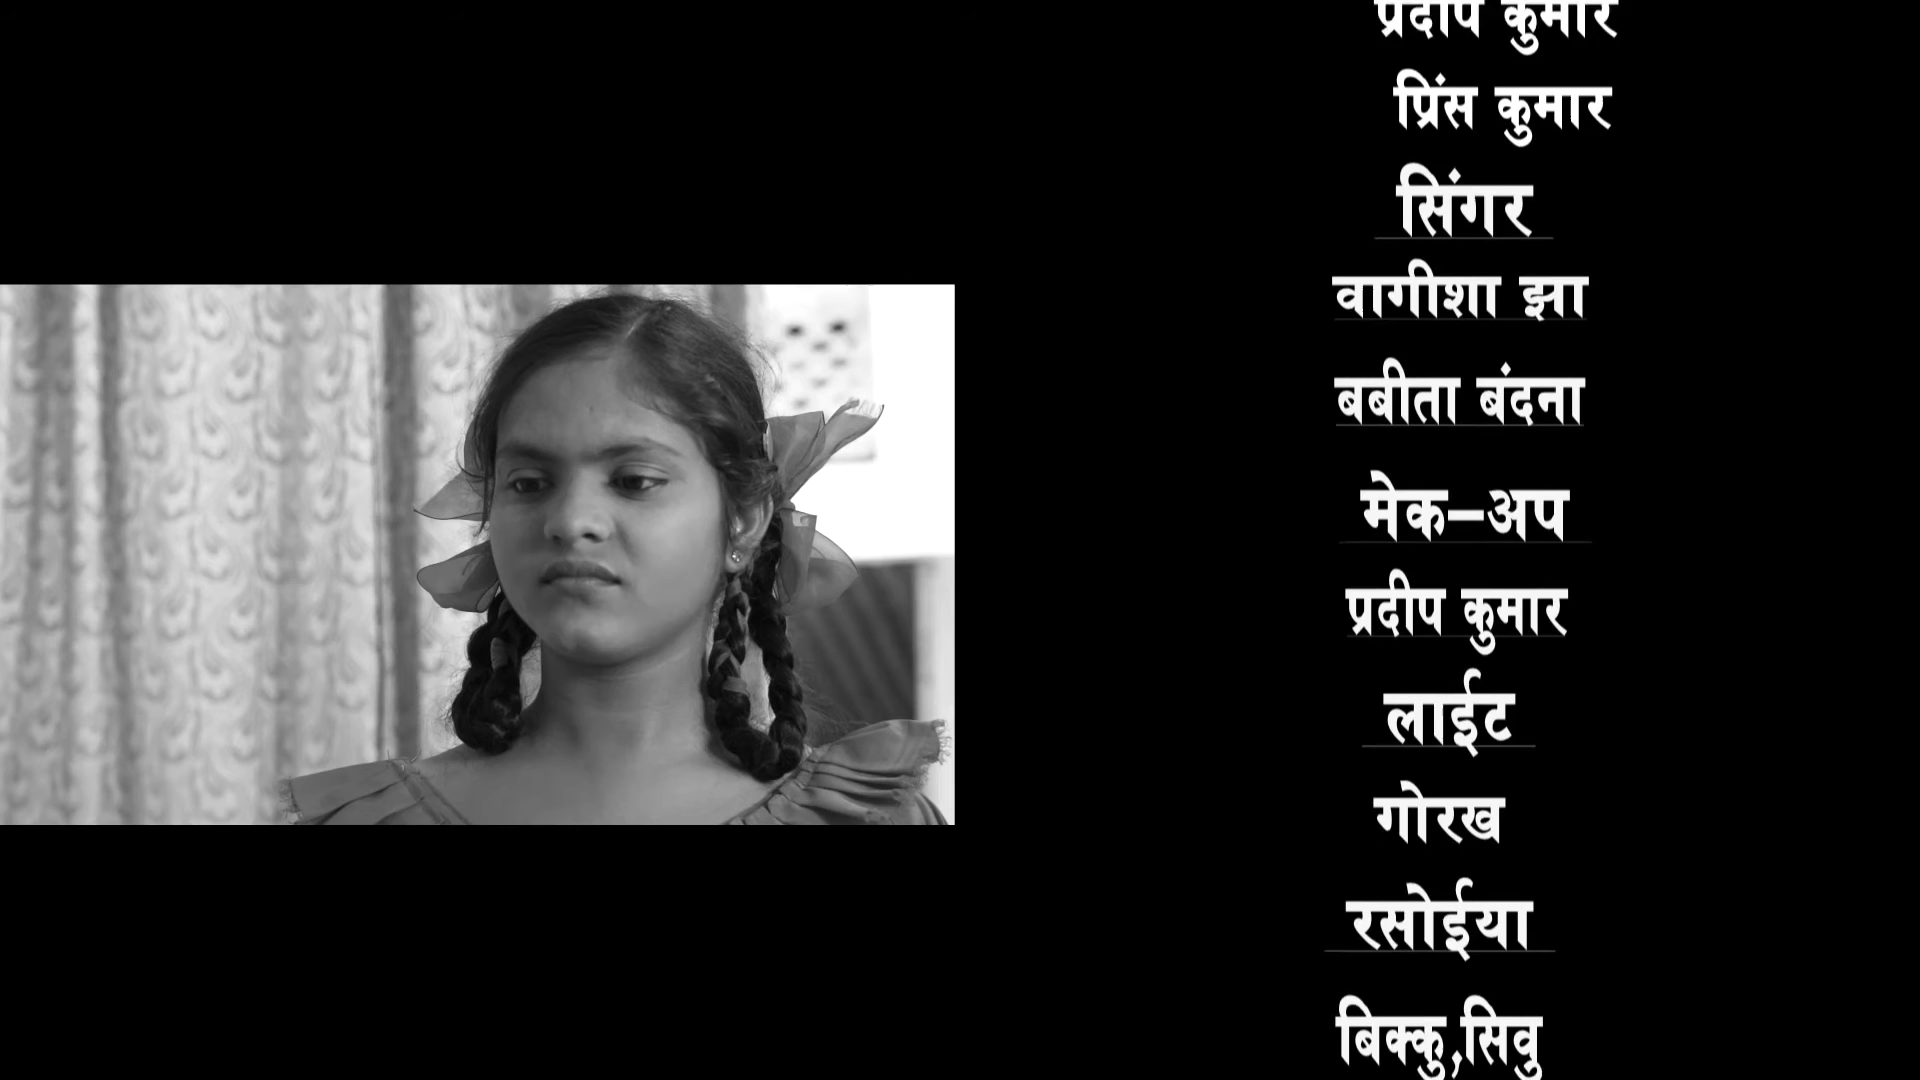 प्रदीप कुमार
प्रिंस कुमार
सिंगर
वागीशा झा
बबीता बंदना
मेक–अप
प्रदीप कुमार
लाईट
गोरख
रसोईया
बिक्कु,सिवु